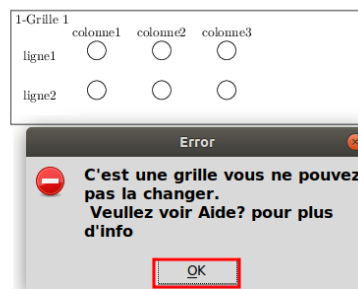 1-Grille 1
colonne1 colonne2 colonne3
ligne1
ligne2
Error
C'est une grille vous ne pouvez
pas la changer.
Veullez voir Aide? pour plus
d'info
OK